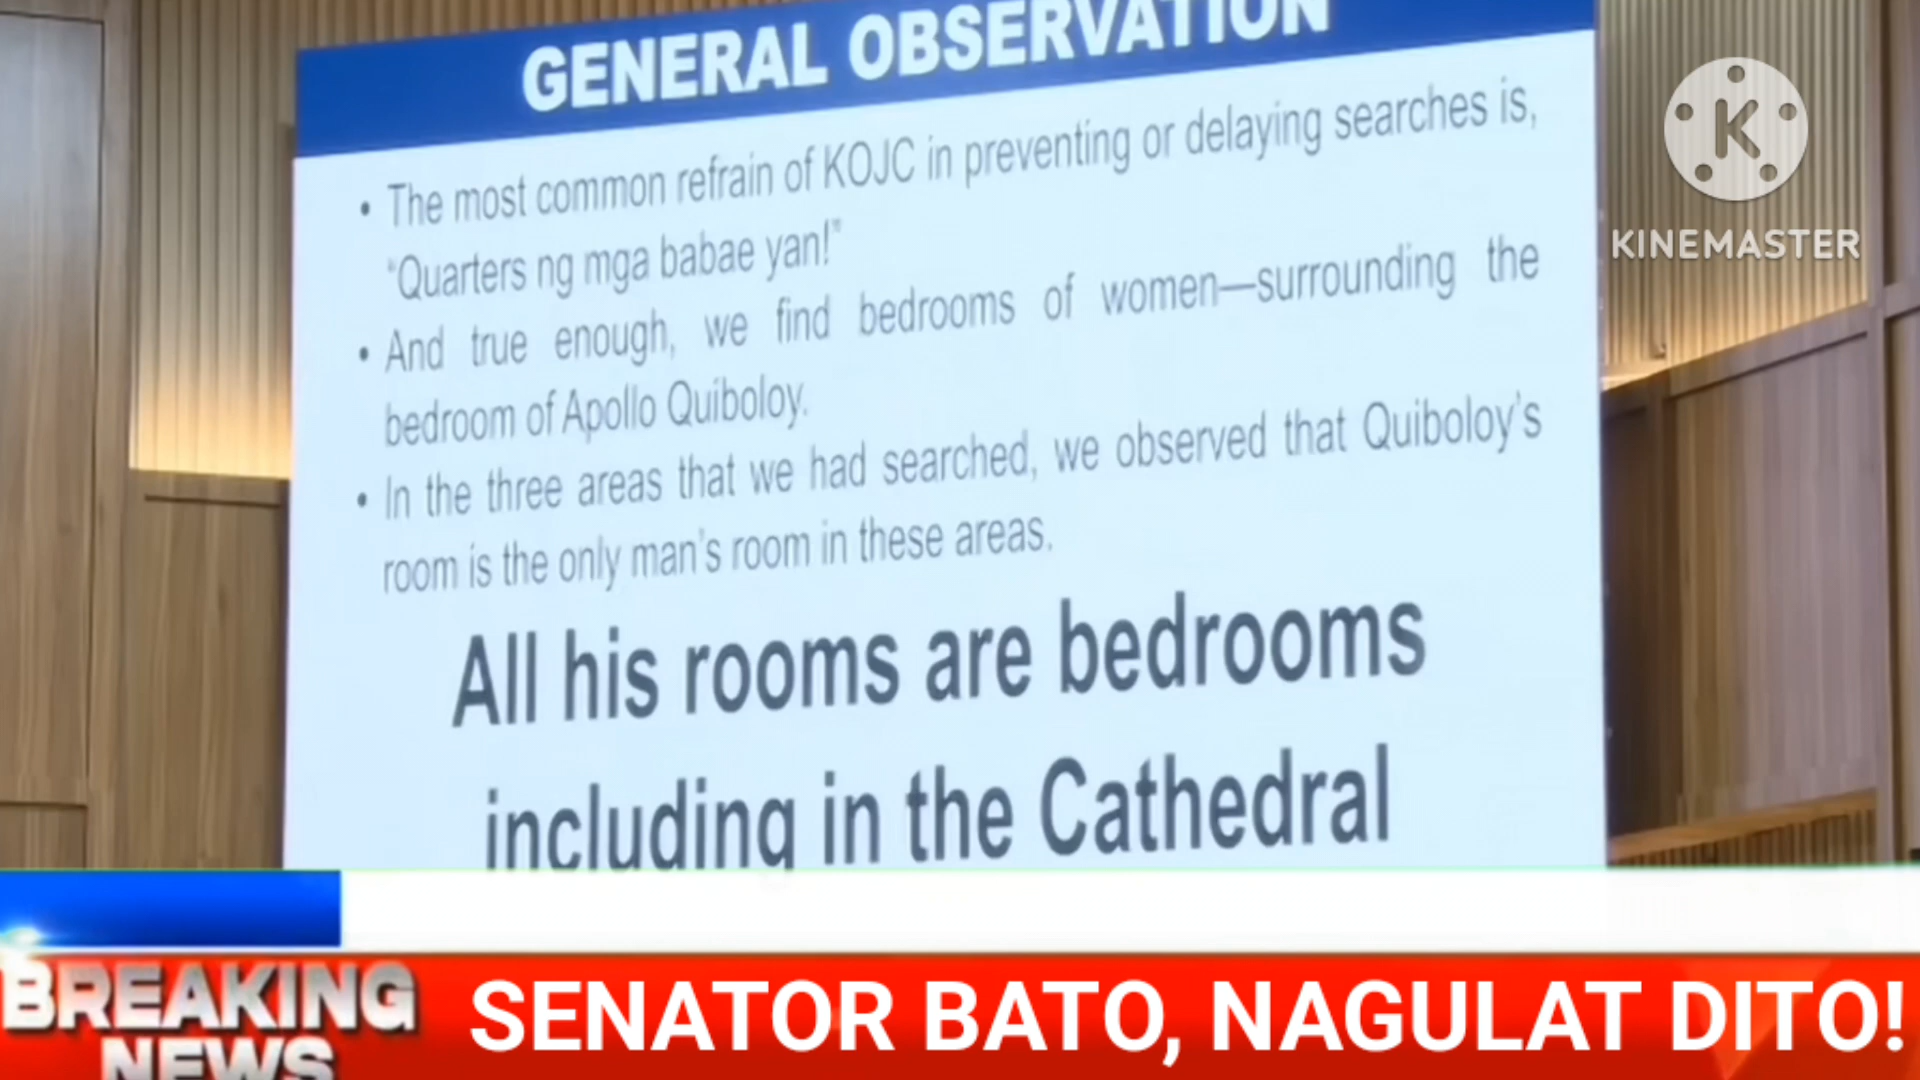 GENERAL OBSERVATION
• The most common refrain of KOJC in preventing or delaying searches is,
"Quarters ng mga babae yan!"
• And true enough, we find bedrooms of women—surrounding the
bedroom of Apollo Quiboloy.
• In the three areas that we had searched, we observed that Quiboloy's
room is the only man's room in these areas.
All his rooms are bedrooms
including in the Cathedral
K
KINEMASTER
BREAKING
NEWS
SENATOR BATO, NAGULAT DITO!